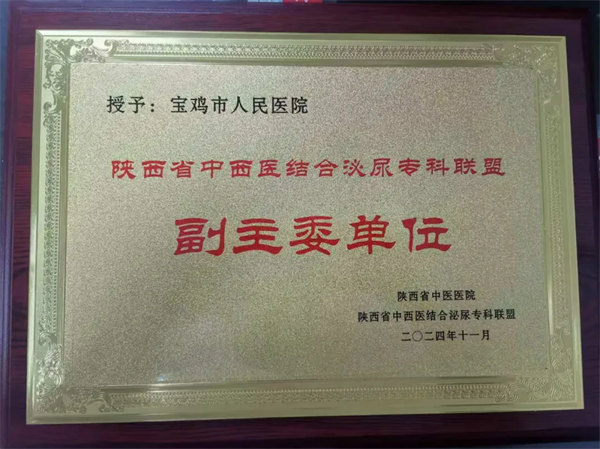 授予：宝鸡市人民医院
陕西省中西医结合泌尿专科联盟
副主委单位
陕西省中医医院
陕西省中西医结合泌尿专科联盟
二〇二四年十一月